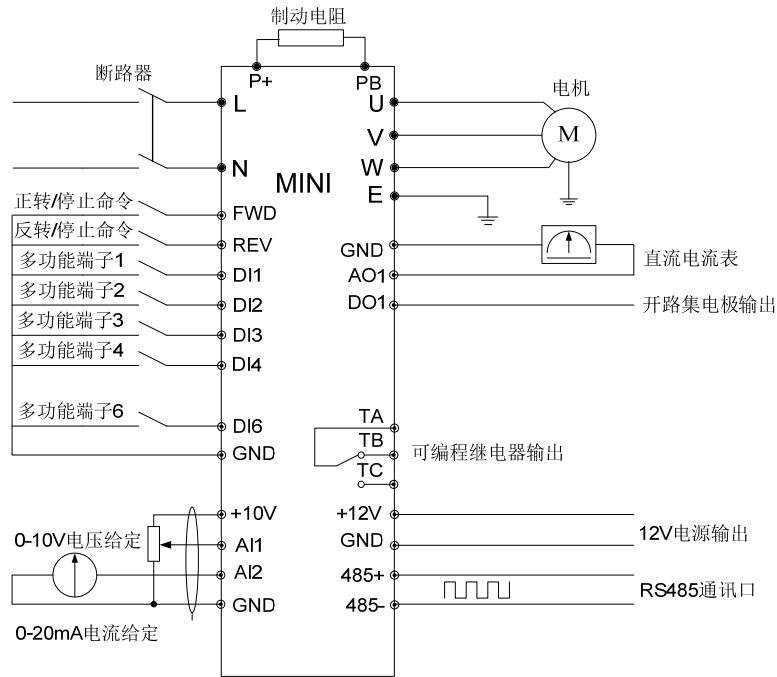 制动电阻
断路器
P+
PB
电机
L
U
V
M
N
W
MINI
E
正转/停止命令
FWD
反转/停止命令
REV
GND
直流电流表
多功能端子1
DI1
AO1
多功能端子2
DI2
DO1
开路集电极输出
多功能端子3
DI3
多功能端子4
DI4
多功能端子6
DI6
TA
TB
可编程继电器输出
GND
TC
+10V
+12V
0-10V电压给定
AI1
GND
12V电源输出
AI2
485+
RS485通讯口
GND
485-
0-20mA电流给定